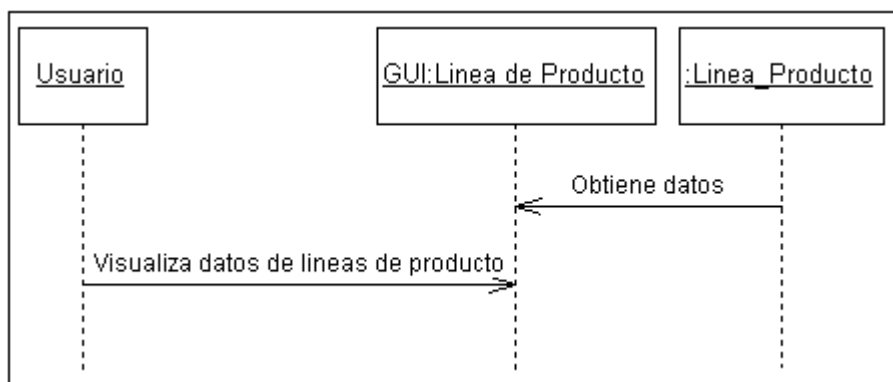 Usuario
GUI:Linea de Producto
:Linea_Producto
Obtiene datos
Visualiza datos de lineas de producto